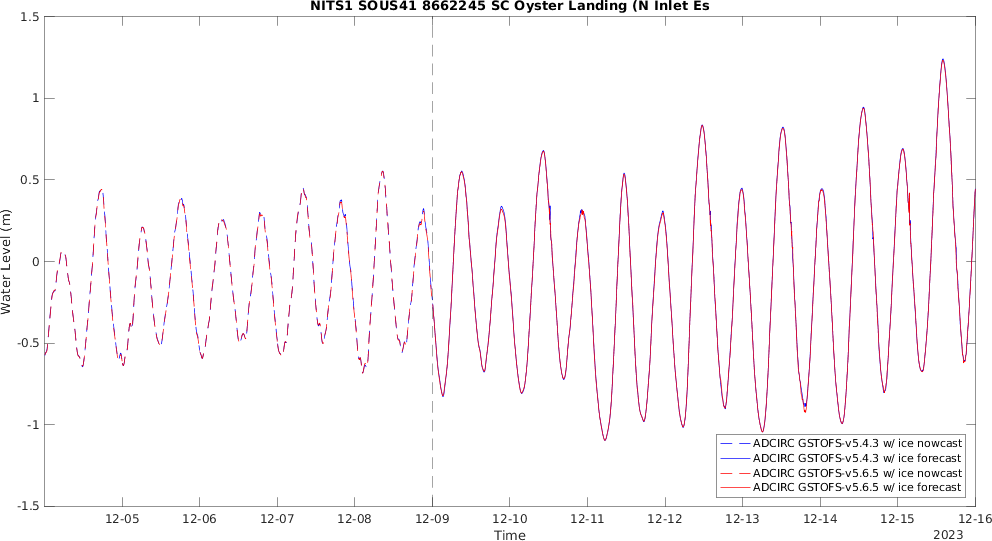 NITS1 SOUS41 8662245 SC Oyster Landing (N Inlet Es
Water Level (m)
1.5
1
0.5
0
-0.5
-1
-1.5
ADCIRC GSTOFS-v5.4.3 w/ ice nowcast
ADCIRC GSTOFS-v5.4.3 w/ ice forecast
ADCIRC GSTOFS-v5.6.5 w/ ice nowcast
ADCIRC GSTOFS-v5.6.5 w/ ice forecast
12-05 12-06 12-07 12-08 12-09 12-10 12-11 12-12 12-13 12-14 12-15 12-16
Time
2023